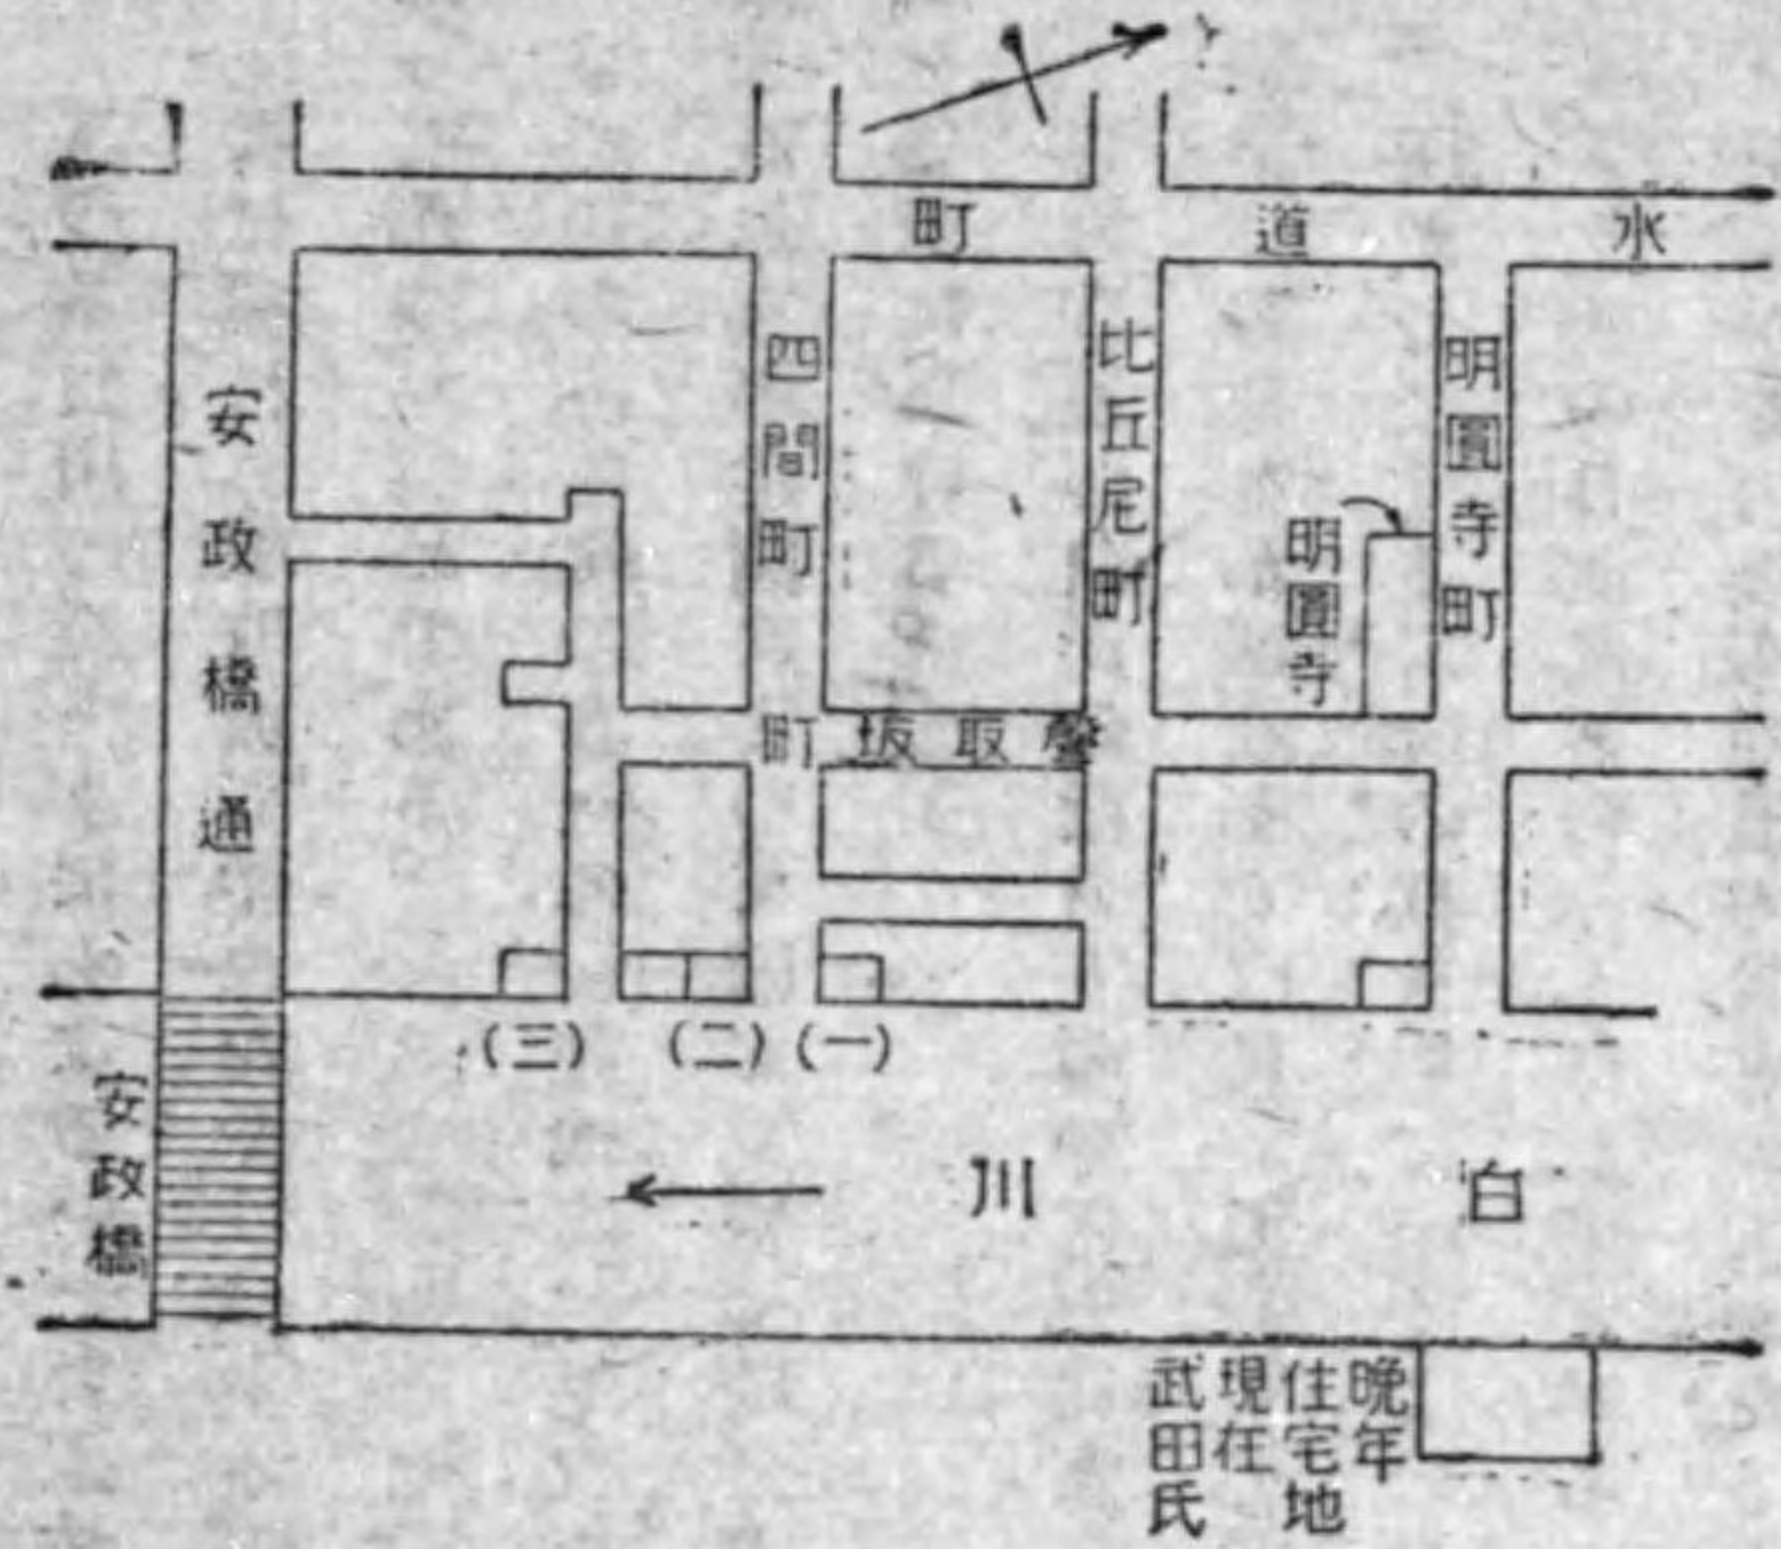 水道町
安政橋通
四間町
比丘尼町
明圓寺町
明圓寺
鬢取坂町
(三)
(二)
(一)
白川
安政橋
晩年
住宅地
現在
武田氏